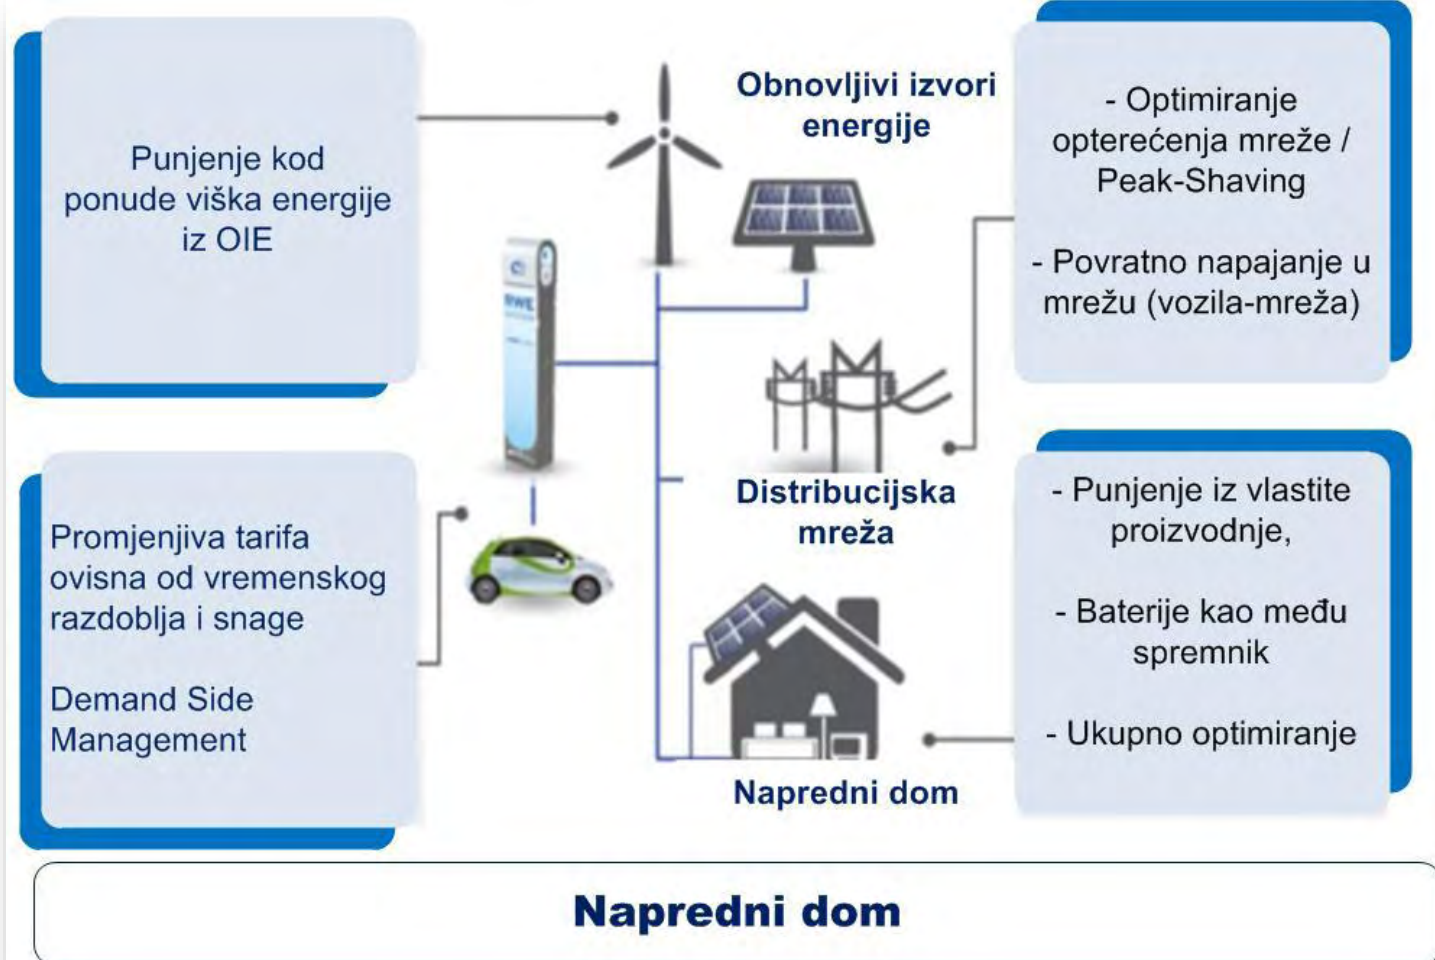 Punjenje kod
ponude viška energije
iz OIE
Obnovljivi izvori
energije
- Optimiranje
opterećenja mreže /
Peak-Shaving
- Povratno napajanje u
mrežu (vozila-mreža)
RWE
Promjenjiva tarifa
ovisna od vremenskog
razdoblja i snage
Demand Side
Management
Distribucijska
mreža
- Punjenje iz vlastite
proizvodnje,
- Baterije kao među
spremnik
- Ukupno optimiranje
Napredni dom
Napredni dom